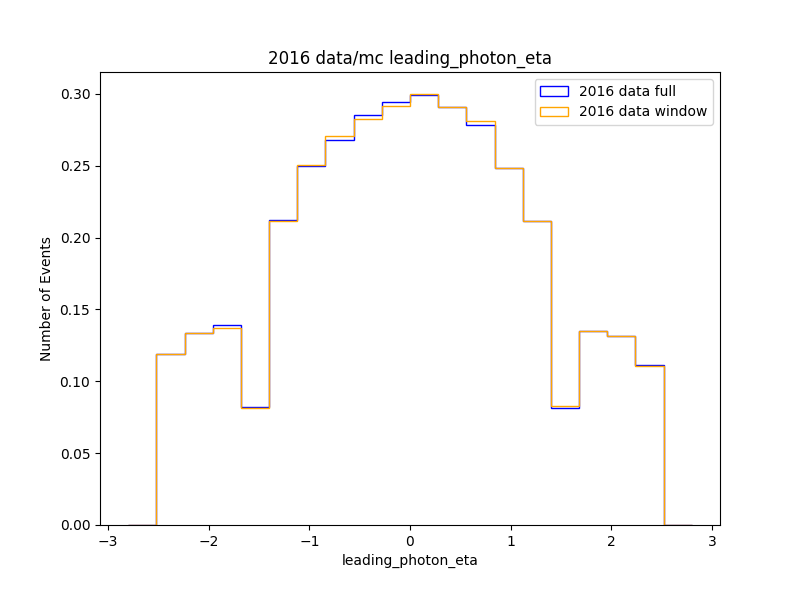 2016 data/mc leading_photon_eta
2016 data full
2016 data window
Number of Events
0.30
0.25
0.20
0.15
0.10
0.05
0.00
−3 −2 −1 0 1 2 3
leading_photon_eta